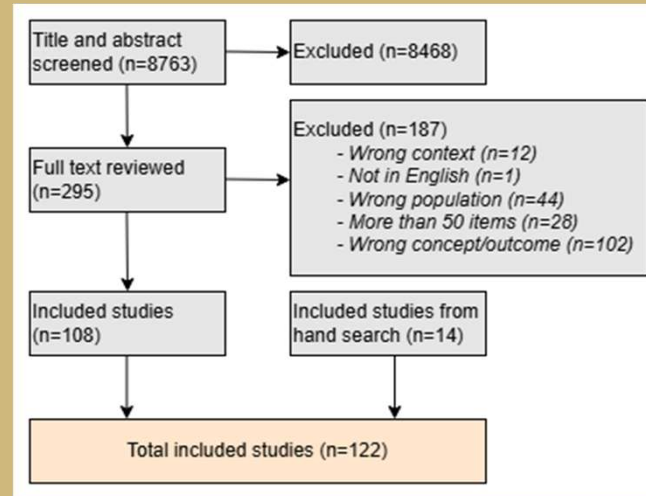 Title and abstract
screened (n=8763)
Excluded (n=8468)
Full text reviewed
(n=295)
Excluded (n=187)
- Wrong context (n=12)
- Not in English (n=1)
- Wrong population (n=44)
- More than 50 items (n=28)
- Wrong concept/outcome (n=102)
Included studies
(n=108)
Included studies from
hand search (n=14)
Total included studies (n=122)